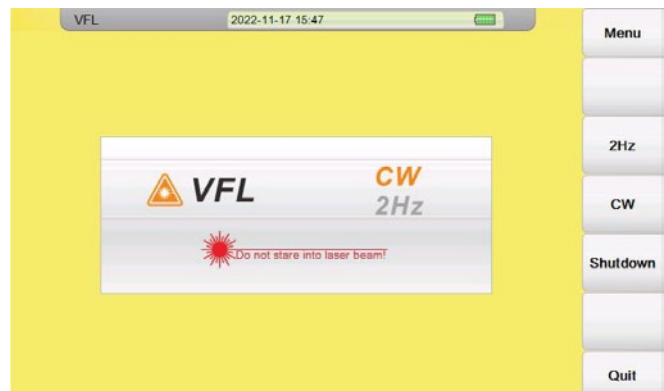 VFL 2022-11-17 15:47
Menu
2Hz
CW
Shutdown
Quit
VFL
CW
2Hz
Do not stare into laser beam!